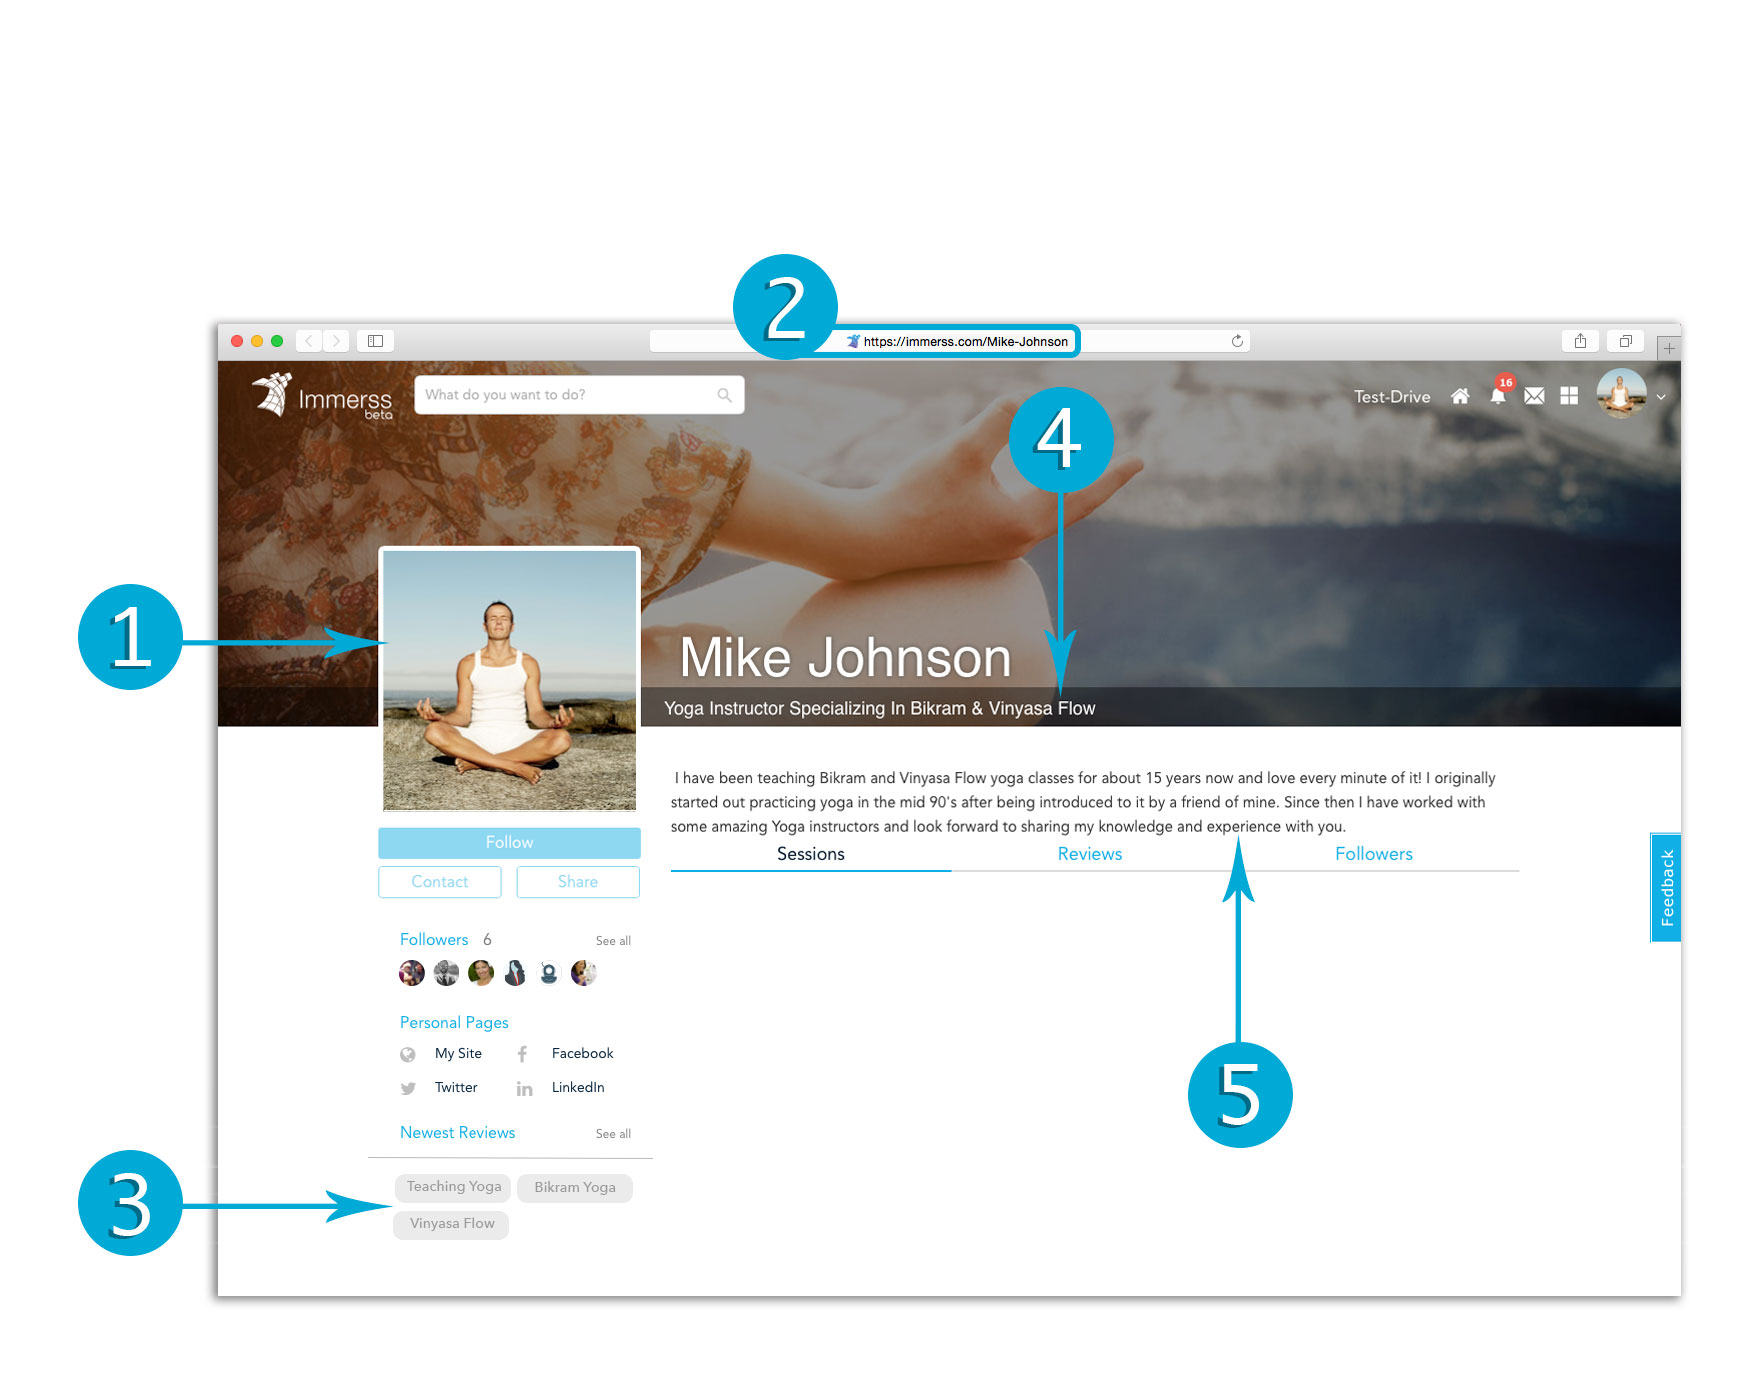 2
https://immerss.com/Mike-Johnson
Immerss
beta
What do you want to do?
Test-Drive
16
4
1
Mike Johnson
Yoga Instructor Specializing In Bikram & Vinyasa Flow
I have been teaching Bikram and Vinyasa Flow yoga classes for about 15 years now and love every minute of it! I originally
started out practicing yoga in the mid 90's after being introduced to it by a friend of mine. Since then I have worked with
some amazing Yoga instructors and look forward to sharing my knowledge and experience with you.
Follow
Contact Share
Sessions Reviews Followers
Feedback
Followers 6 See all
Personal Pages
My Site Facebook
Twitter LinkedIn
5
Newest Reviews See all
3
Teaching Yoga Bikram Yoga
Vinyasa Flow